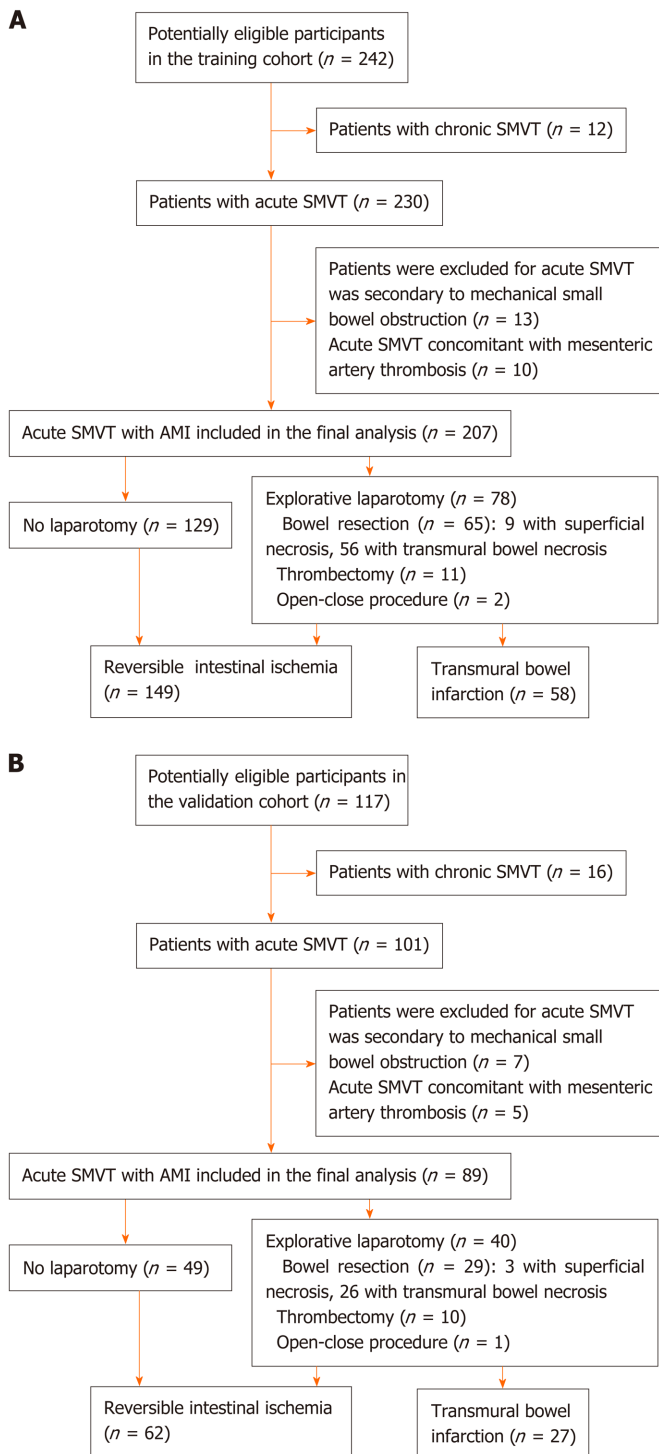 A
Potentially eligible participants
in the training cohort (n = 242)
Patients with chronic SMVT (n = 12)
Patients with acute SMVT (n = 230)
Patients were excluded for acute SMVT
was secondary to mechanical small
bowel obstruction (n = 13)
Acute SMVT concomitant with mesenteric
artery thrombosis (n = 10)
Acute SMVT with AMI included in the final analysis (n = 207)
No laparotomy (n = 129)
Explorative laparotomy (n = 78)
Bowel resection (n = 65): 9 with superficial
necrosis, 56 with transmural bowel necrosis
Thrombectomy (n = 11)
Open-close procedure (n = 2)
Reversible intestinal ischemia
(n = 149)
Transmural bowel
infarction (n = 58)
B
Potentially eligible participants in
the validation cohort (n = 117)
Patients with chronic SMVT (n = 16)
Patients with acute SMVT (n = 101)
Patients were excluded for acute SMVT
was secondary to mechanical small
bowel obstruction (n = 7)
Acute SMVT concomitant with mesenteric
artery thrombosis (n = 5)
Acute SMVT with AMI included in the final analysis (n = 89)
No laparotomy (n = 49)
Explorative laparotomy (n = 40)
Bowel resection (n = 29): 3 with superficial
necrosis, 26 with transmural bowel necrosis
Thrombectomy (n = 10)
Open-close procedure (n = 1)
Reversible intestinal ischemia
(n = 62)
Transmural bowel
infarction (n = 27)